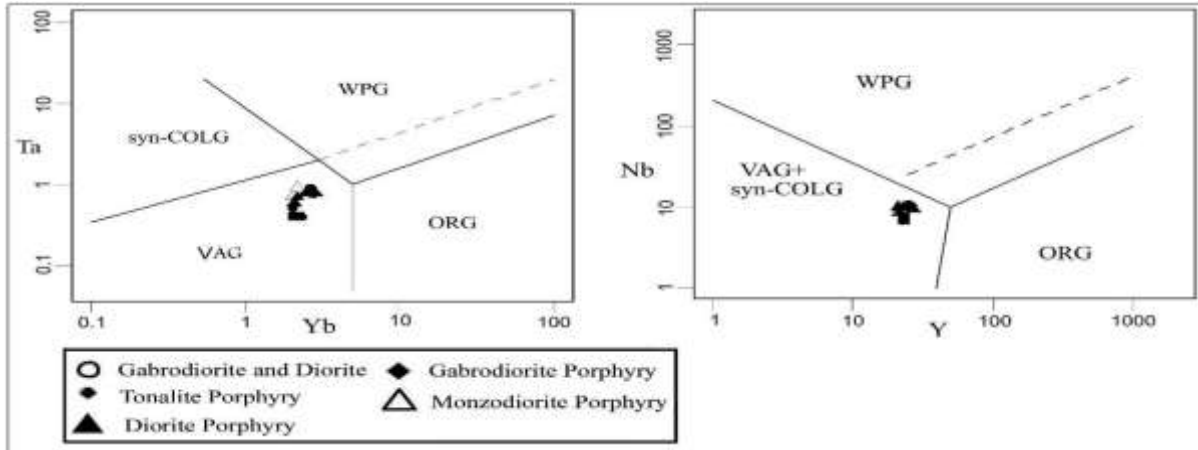 100
10
1
0.1
Ta
WPG
syn-COLG
VAG
ORG
0.1
1
10
100
Yb
1000
100
10
1
Nb
WPG
VAG+
syn-COLG
ORG
1
10
100
1000
Y
Gabrodiorite and Diorite
Gabrodiorite Porphyry
Tonalite Porphyry
Monzodiorite Porphyry
Diorite Porphyry